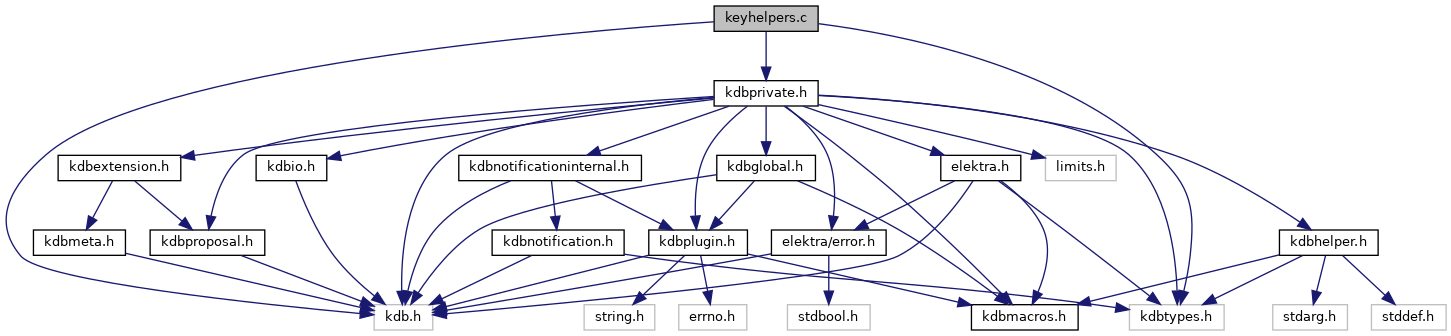 keyhelpers.c
kdbprivate.h
kdbextension.h
kdbio.h
kdbnotificationinternal.h
kdbglobal.h
elektra.h
limits.h
kdbmeta.h
kdbproposal.h
kdbnotification.h
kdbplugin.h
elektra/error.h
kdbhelper.h
kdb.h
string.h
errno.h
stdbool.h
kdbmacros.h
kdbtypes.h
stdarg.h
stddef.h